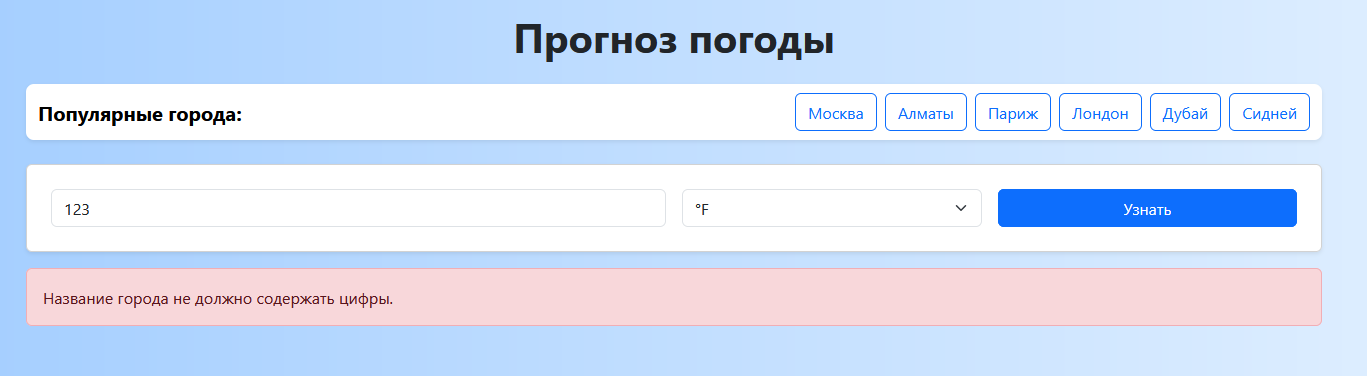 Прогноз погоды
Популярные города: Москва Алматы Париж Лондон Дубай Сидней
123 °F Узнать
Название города не должно содержать цифры.